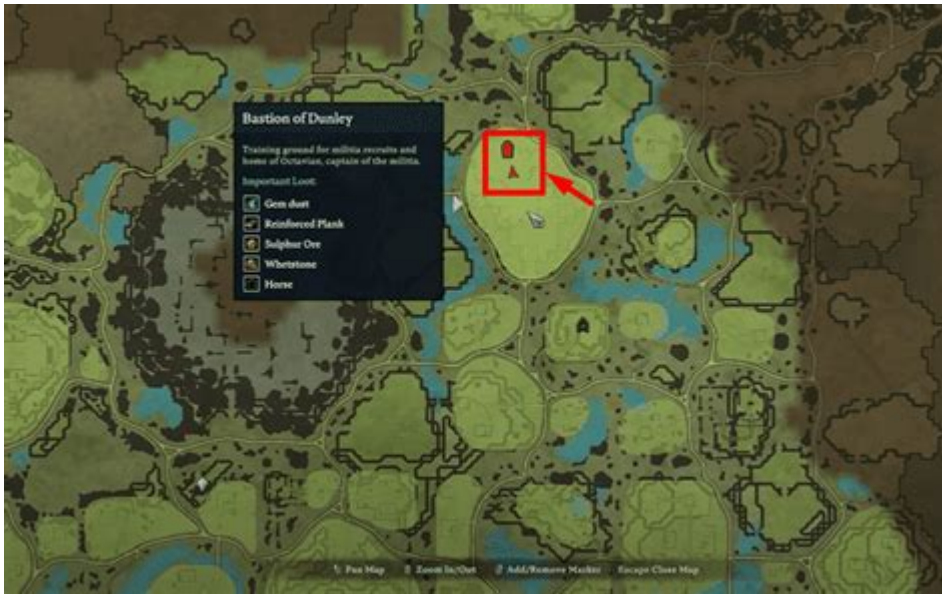 Bastion of Dunley
Training ground for militia recruits and
home of Octavian, captain of the militia.
Important Loot:
Gem dust
Reinforced Plank
Sulphur Ore
Whetstone
Horse
Pan Map Zoom In/Out Add/Remove Marker Escape Close Map